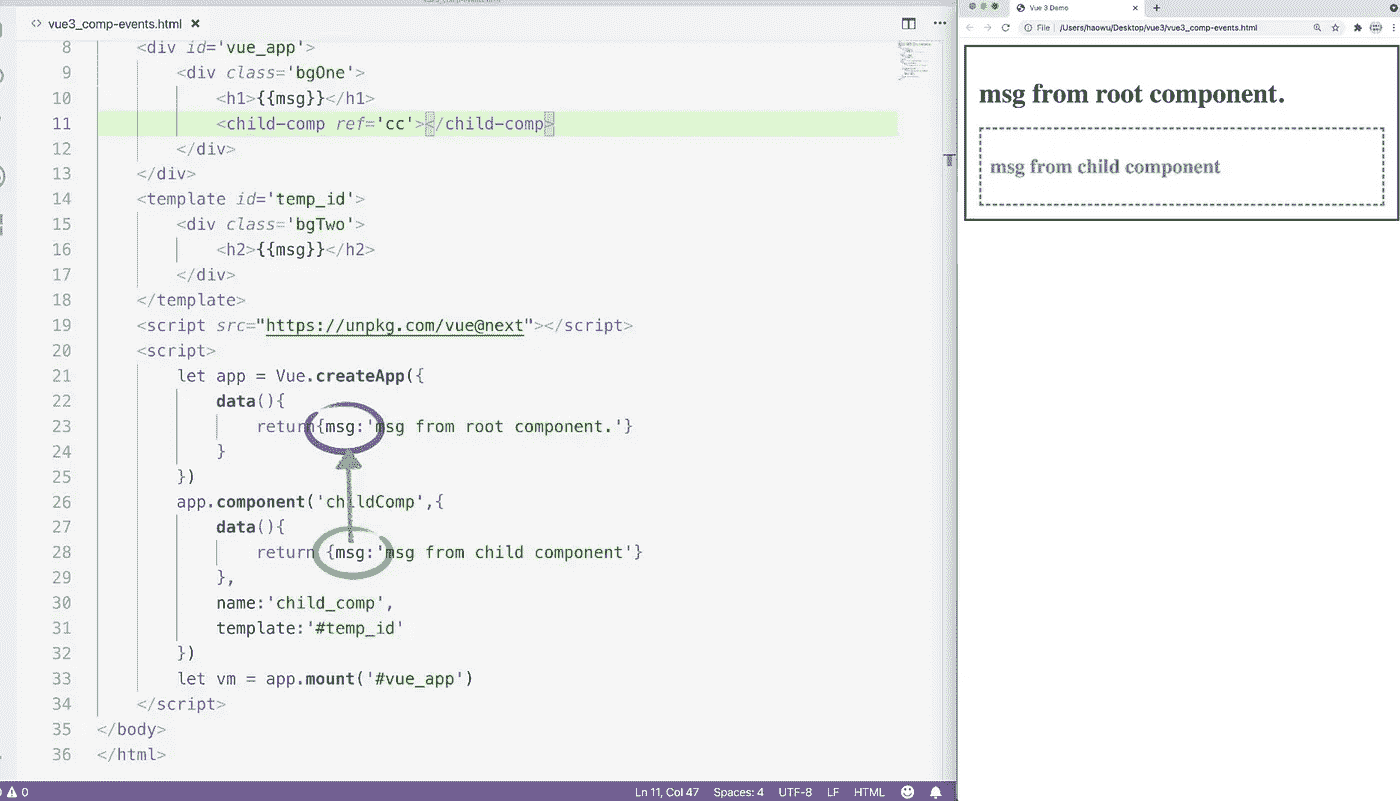 vue3_comp-events.html
8 <div id='vue_app'>
9 <div class='bgOne'>
10 <h1>{{msg}}</h1>
11 <child-comp ref='cc'></child-comp>
12 </div>
13 </div>
14 <template id='temp_id'>
15 <div class='bgTwo'>
16 <h2>{{msg}}</h2>
17 </div>
18 </template>
19 <script src="https://unpkg.com/vue@next"></script>
20 <script>
21 let app = Vue.createApp({
22 data(){
23 return{msg:'msg from root component.'}
24 }
25 })
26 app.component('childComp',{
27 data(){
28 return {msg:'msg from child component'}
29 },
30 name:'child_comp',
31 template:'#temp_id'
32 })
33 let vm = app.mount('#vue_app')
34 </script>
35 </body>
36 </html>
0 Ln 11, Col 47 Spaces: 4 UTF-8 LF HTML
Vue 3 Demo
File /Users/haowu/Desktop/vue3/vue3_comp-events.html
msg from root component.
msg from child component